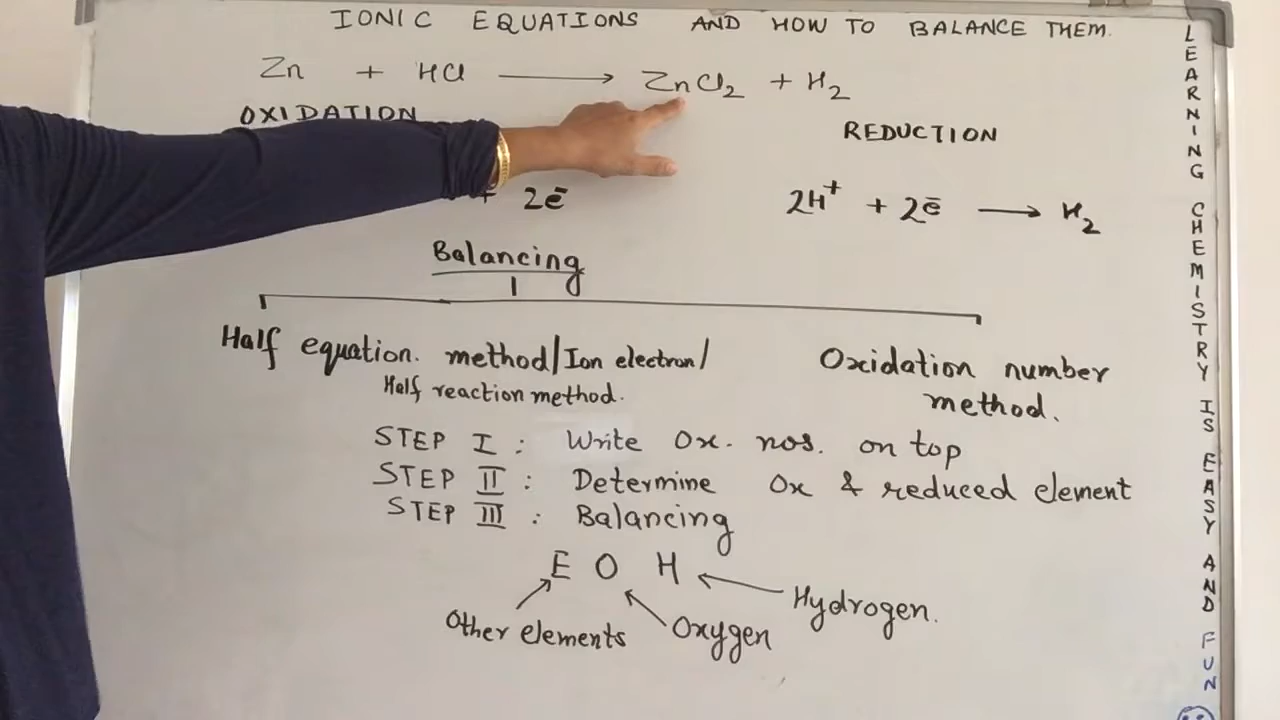 IONIC EQUATIONS AND HOW TO BALANCE THEM.
Zn + HCl ⟶ ZnCl₂ + H₂
OXIDATION
REDUCTION
+ 2ē
2H⁺ + 2ē ⟶ H₂
Balancing
Half equation. method/Ion electron/
Half reaction method.
Oxidation number
method.
STEP I : Write Ox. nos. on top
STEP II : Determine Ox & reduced element
STEP III : Balancing
E O H
Hydrogen.
Other elements
Oxygen
LEARNING CHEMISTRY IS EASY AND FUN